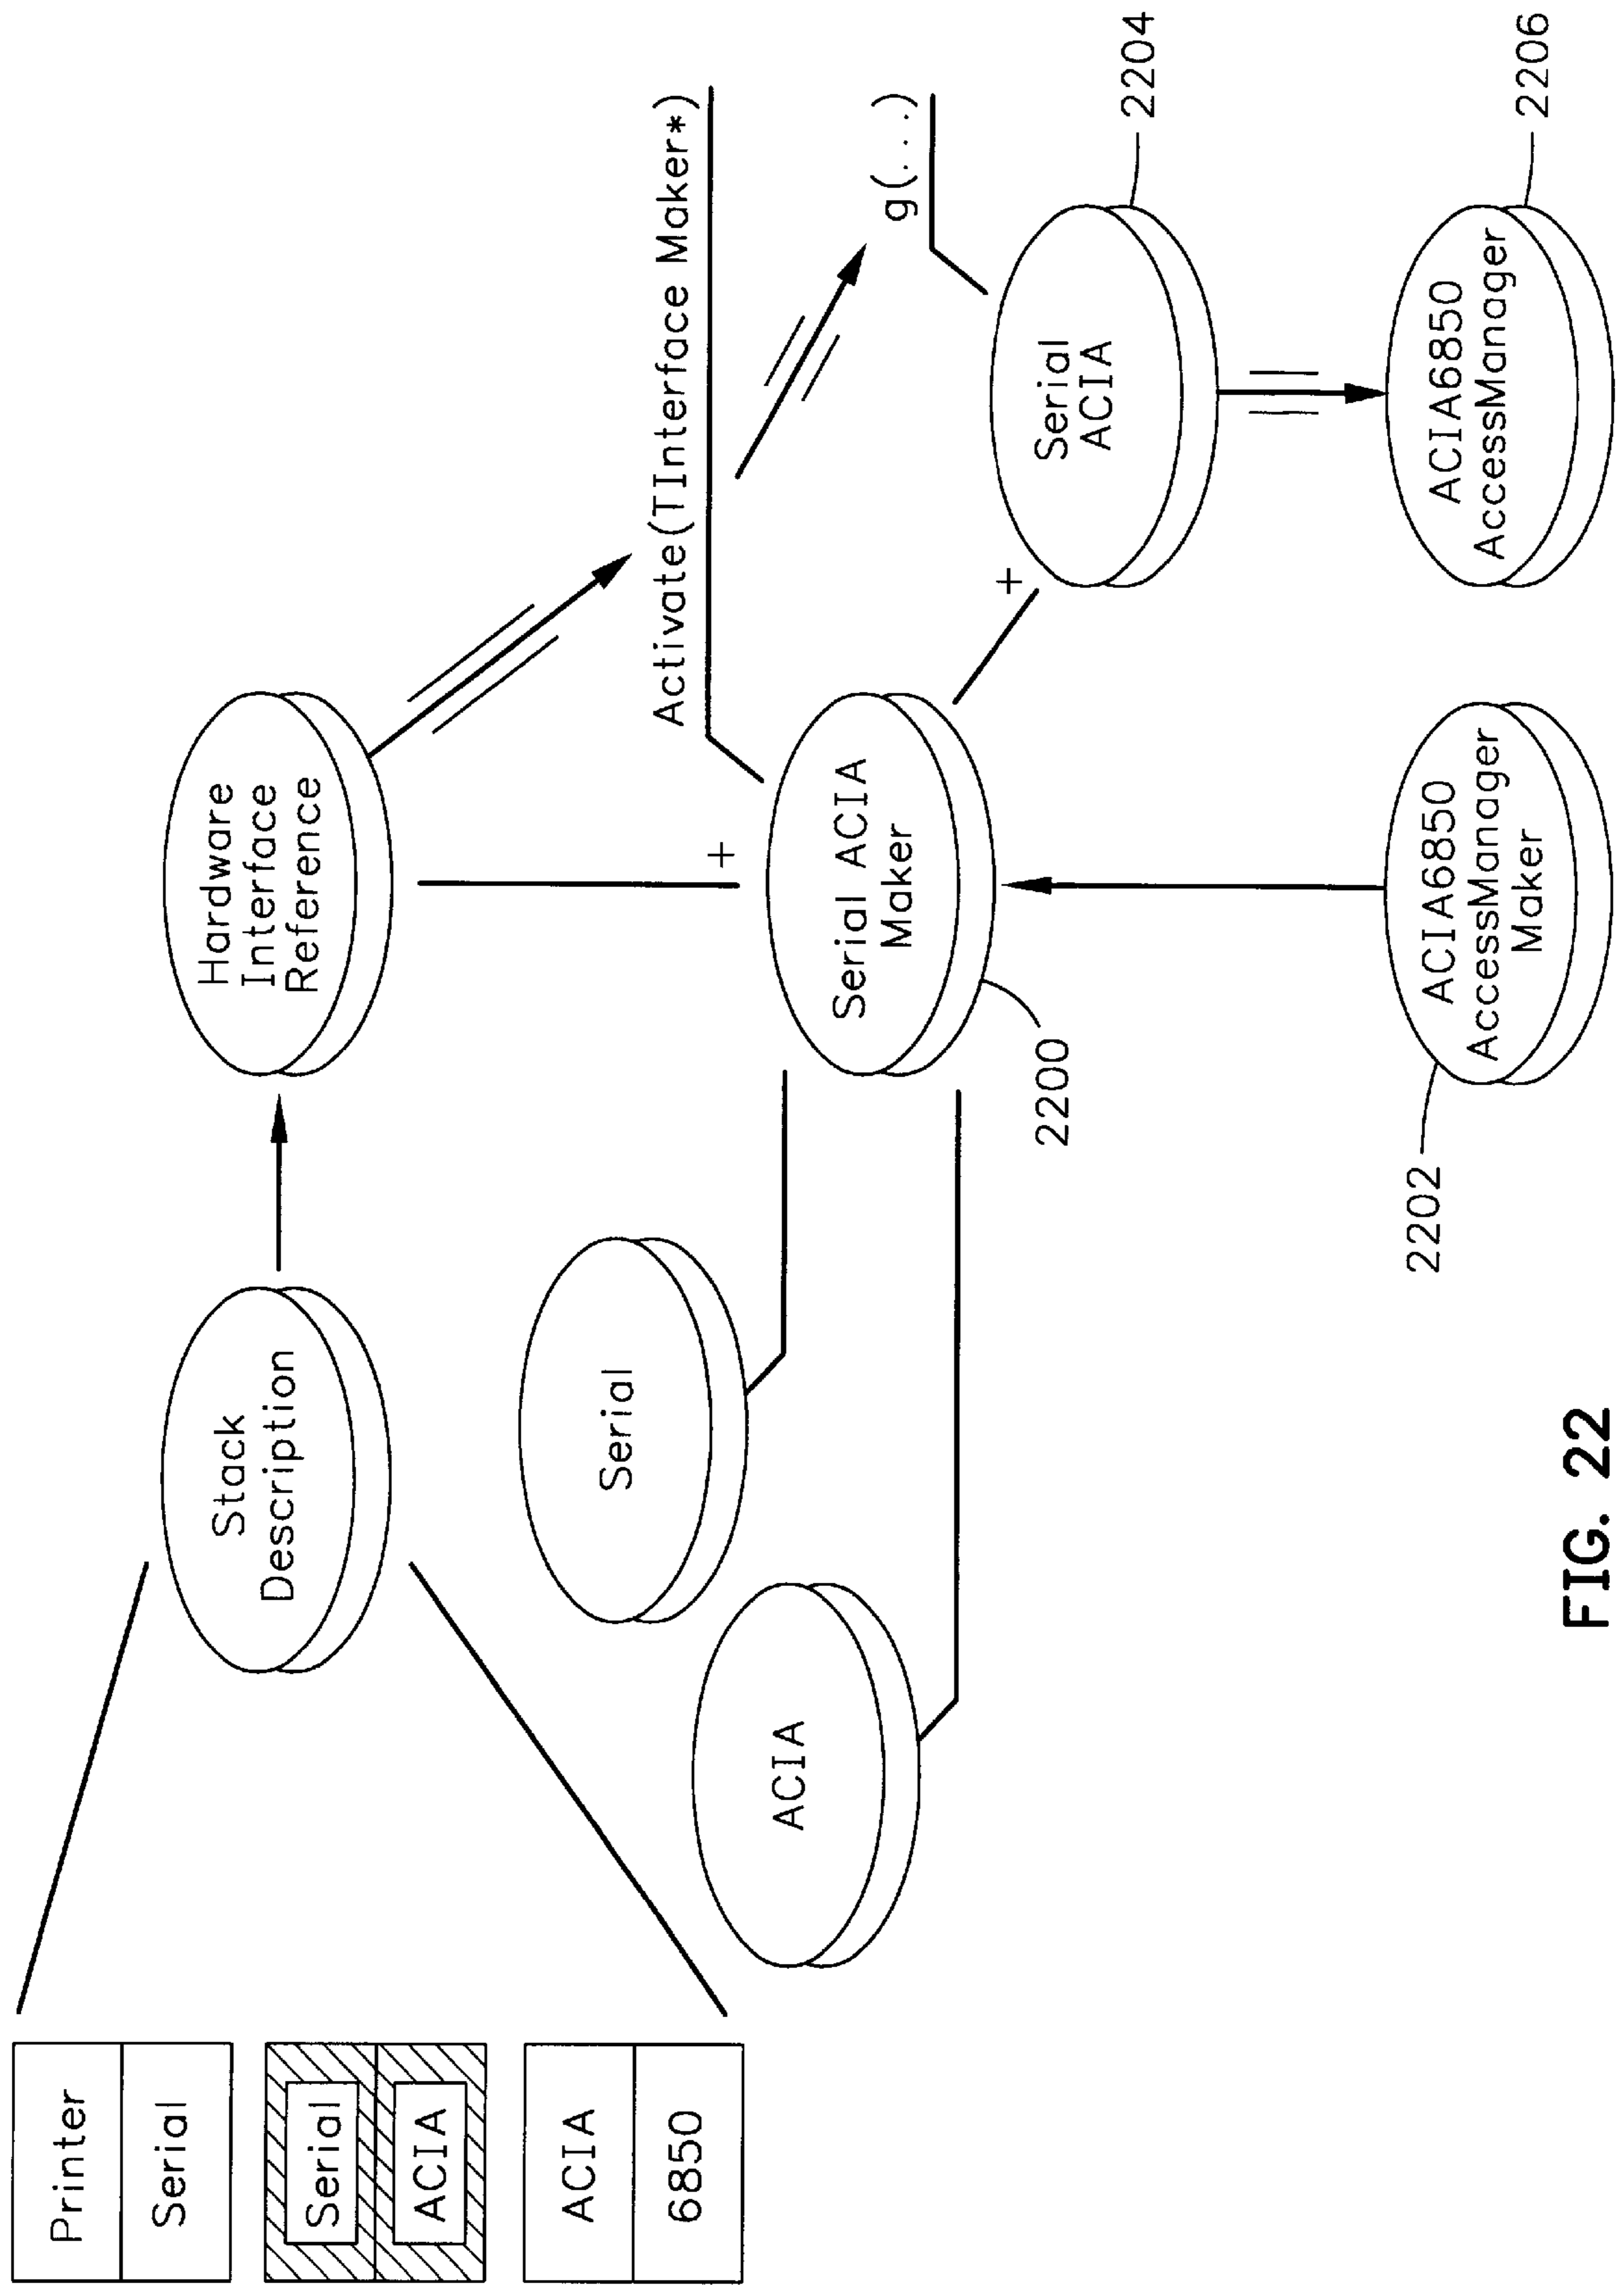 Printer
Serial
Serial
ACIA
ACIA
6850
Stack
Description
Hardware
Interface
Reference
Serial
ACIA
Serial ACIA
Maker
2200
Activate(TInterface Maker*)
g(...)
Serial
ACIA
2204
ACIA6850
AccessManager
Maker
2202
ACIA6850
AccessManager
2206
+
+
FIG. 22